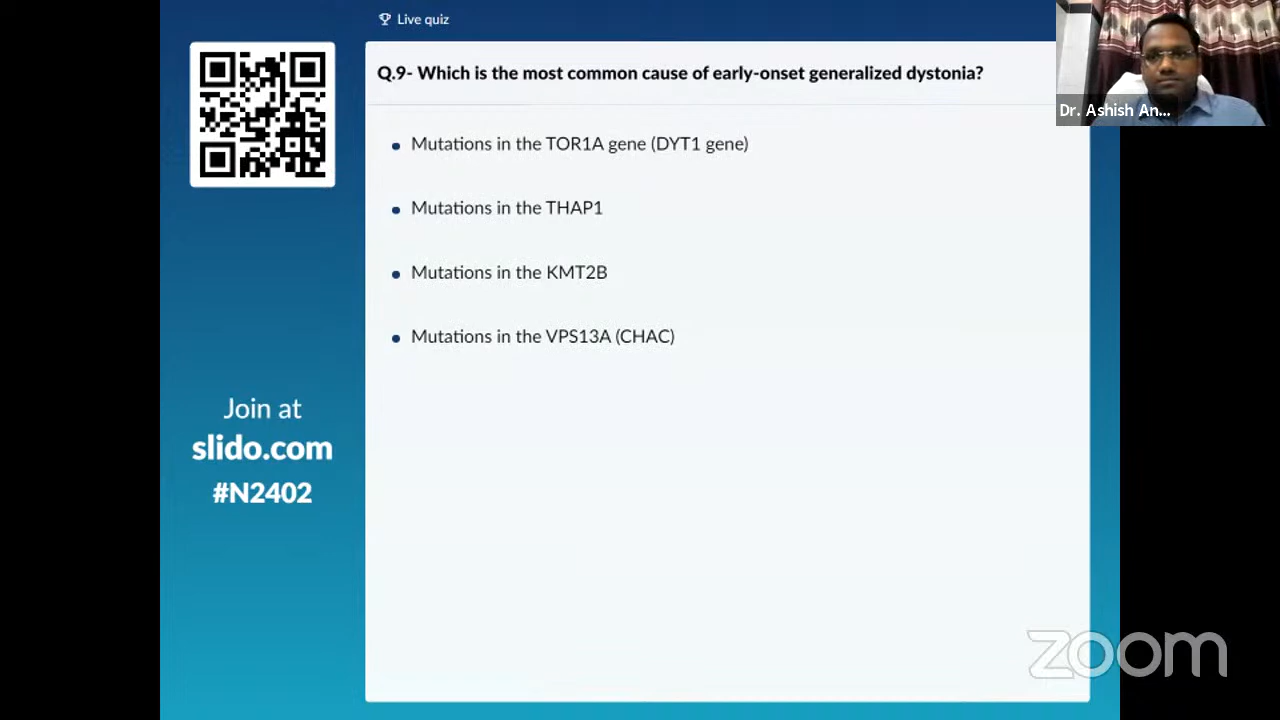 Live quiz
Q.9- Which is the most common cause of early-onset generalized dystonia?
Mutations in the TOR1A gene (DYT1 gene)
Mutations in the THAP1
Mutations in the KMT2B
Mutations in the VPS13A (CHAC)
Join at
slido.com
#N2402
Dr. Ashish An...
zoom